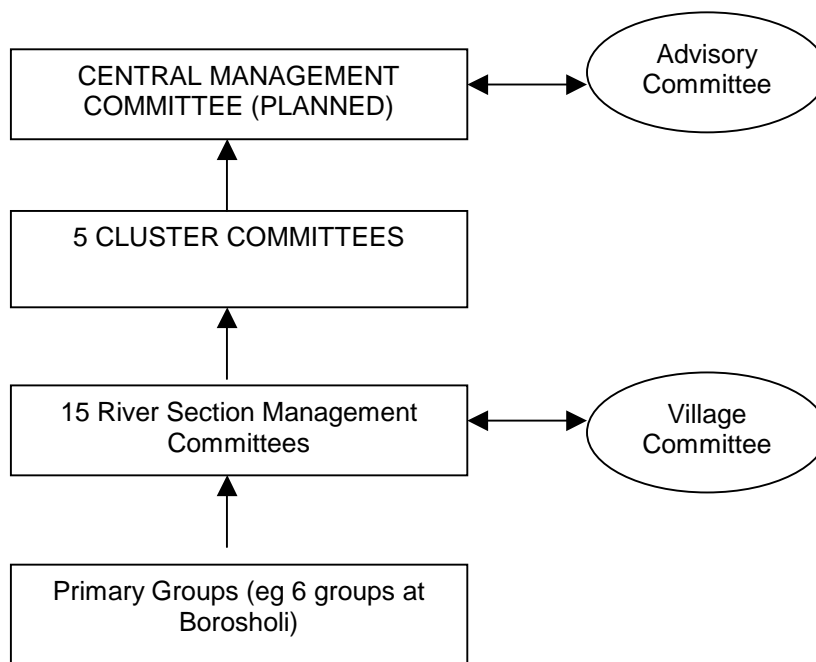 CENTRAL MANAGEMENT
COMMITTEE (PLANNED)
Advisory
Committee
5 CLUSTER COMMITTEES
15 River Section Management
Committees
Village
Committee
Primary Groups (eg 6 groups at
Borosholi)